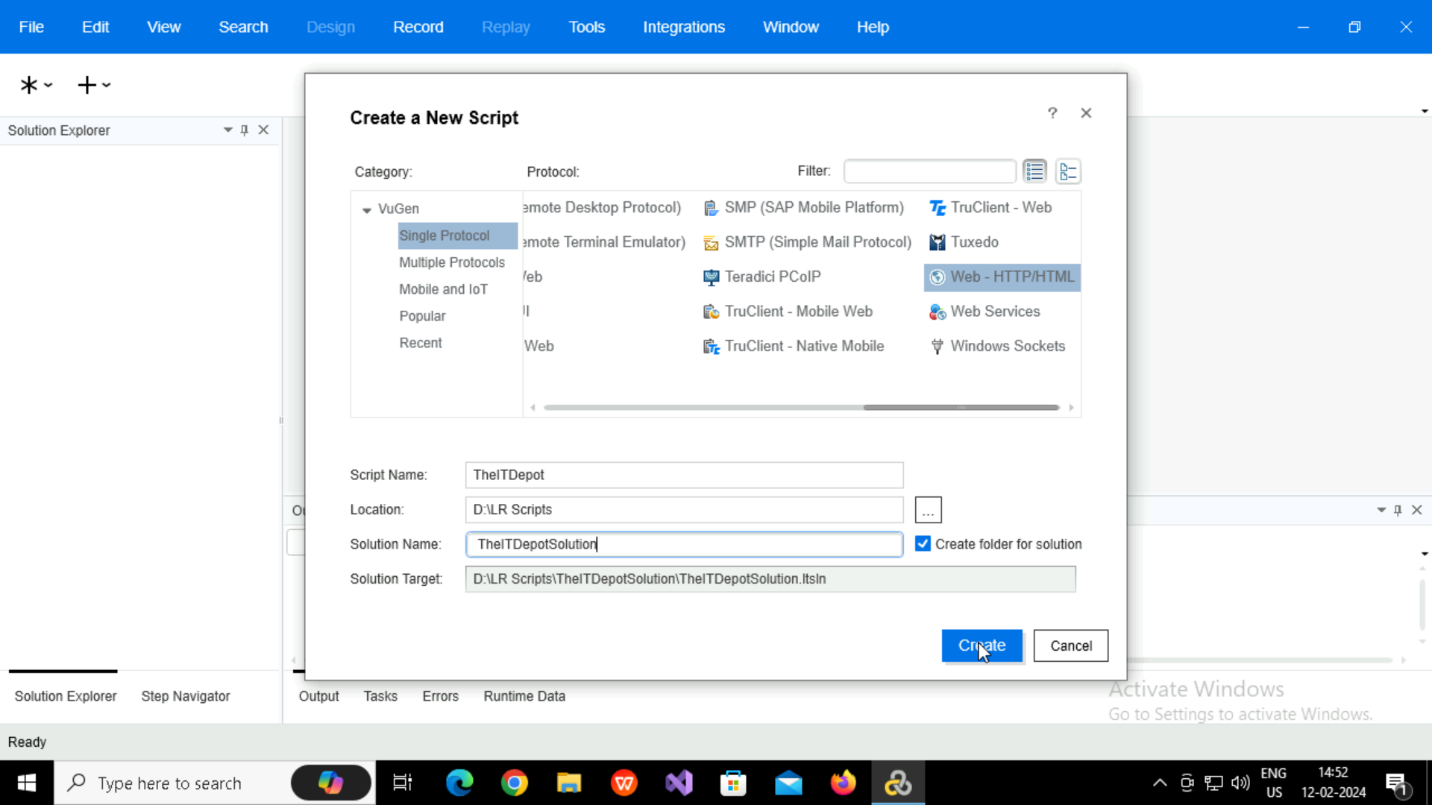 File Edit View Search Design Record Replay Tools Integrations Window Help
Solution Explorer
Create a New Script
?
Category: Protocol: Filter:
VuGen
Single Protocol
Multiple Protocols
Mobile and IoT
Popular
Recent
emote Desktop Protocol) SMP (SAP Mobile Platform) TruClient - Web
emote Terminal Emulator) SMTP (Simple Mail Protocol) Tuxedo
eb Teradici PCoIP Web - HTTP/HTML
TruClient - Mobile Web Web Services
Web TruClient - Native Mobile Windows Sockets
Script Name: TheITDepot
Location: D:\LR Scripts ...
Solution Name: TheITDepotSolution Create folder for solution
Solution Target: D:\LR Scripts\TheITDepotSolution\TheITDepotSolution.ltsln
Create Cancel
Ou
Solution Explorer Step Navigator Output Tasks Errors Runtime Data
Activate Windows
Go to Settings to activate Windows.
Ready
Type here to search
ENG
US
14:52
12-02-2024
1